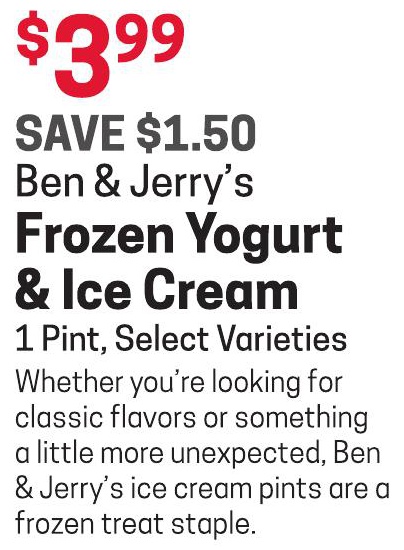 $3.99
SAVE $1.50
Ben & Jerry's
Frozen Yogurt
& Ice Cream
1 Pint, Select Varieties
Whether you're looking for
classic flavors or something
a little more unexpected, Ben
& Jerry's ice cream pints are a
frozen treat staple.